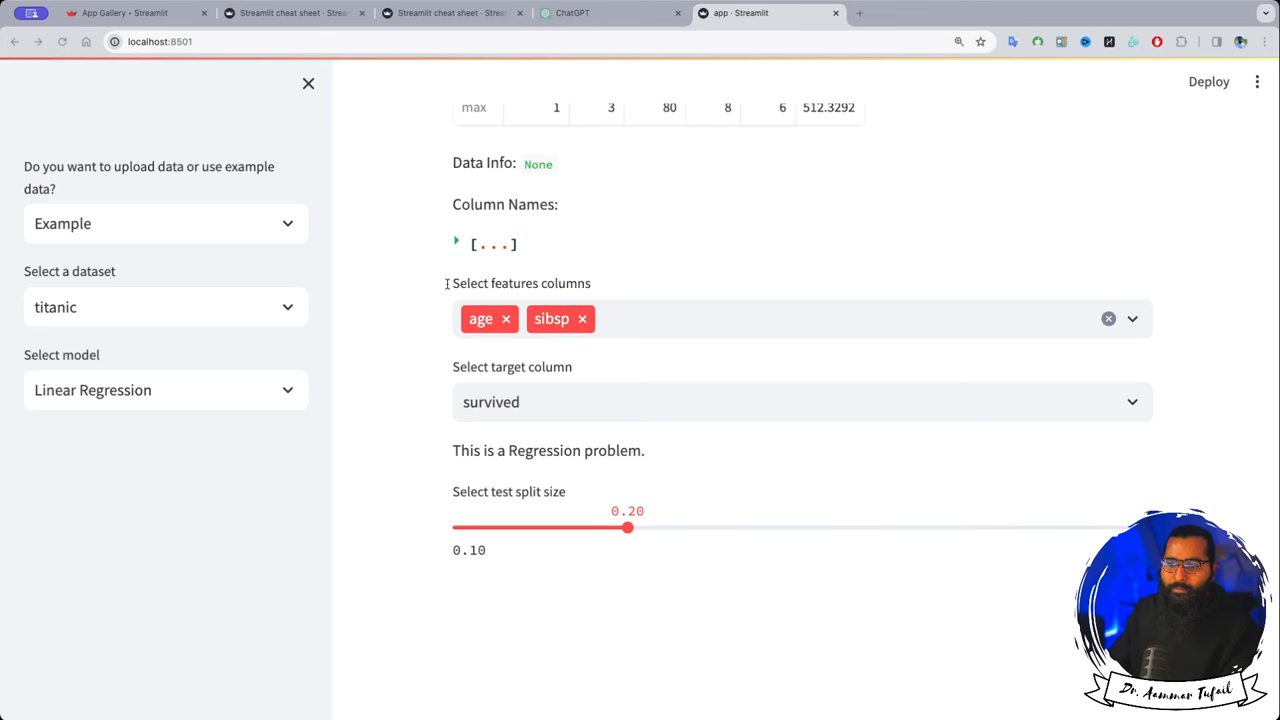 App Gallery • Streamlit
Streamlit cheat sheet · Stream
Streamlit cheat sheet · Stream
ChatGPT
app · Streamlit
localhost:8501
Deploy
max 1 3 80 8 6 512.3292
Do you want to upload data or use example
data?
Example
Select a dataset
titanic
Select model
Linear Regression
Data Info: None
Column Names:
[...]
Select features columns
age
sibsp
Select target column
survived
This is a Regression problem.
Select test split size
0.20
0.10
Dr. Aammar Tufail